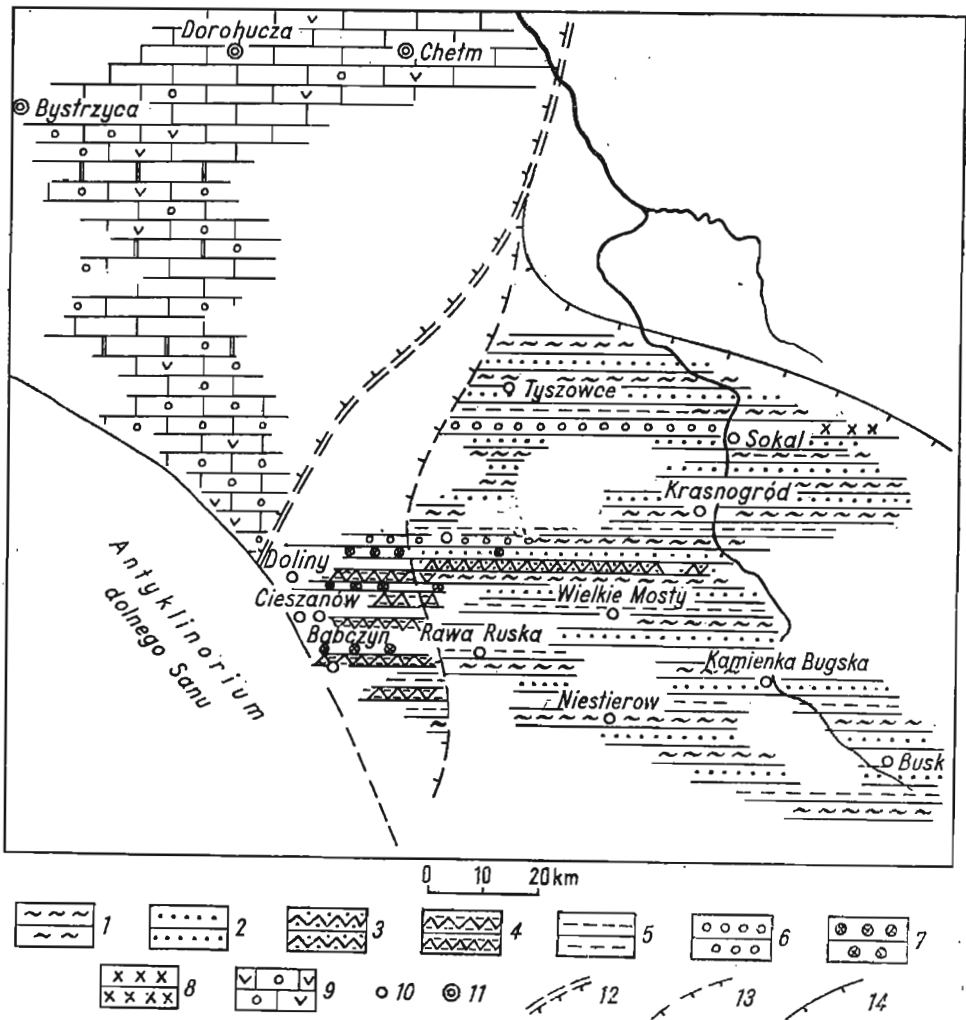 Dorohucza
Chełm
Bystrzyca
Tyszowce
Sokal
Krasnogród
Doliny
Cieszanów
Wielkie Mosty
Babczyn
Rawa Ruska
Kamienka Bugska
Niestierow
Busk
Antyklinorium
dolnego Sanu
0 10 20 km
1 2 3 4 5 6 7
8 9 10 11 12 13 14